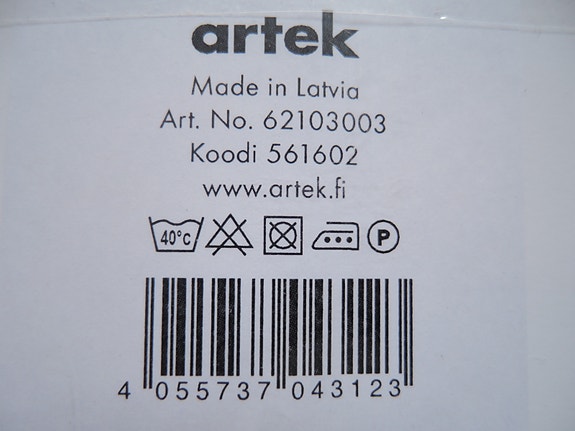 artek
Made in Latvia
Art. No. 62103003
Koodi 561602
www.artek.fi
40°C P
4 055737 043123